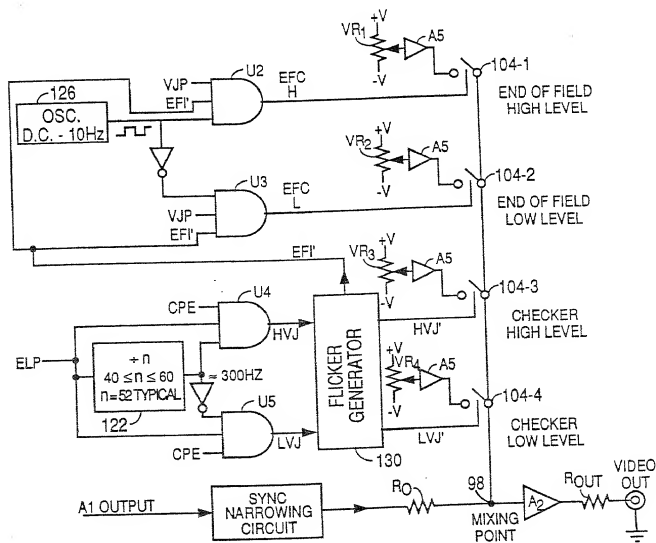 +V
VR1
A5
-V
104-1
END OF FIELD
HIGH LEVEL
126
OSC.
D.C. - 10Hz
VJP
EFI'
U2
EFC
H
+V
VR2
A5
-V
104-2
END OF FIELD
LOW LEVEL
U3
VJP
EFI'
EFC
L
EFI'
+V
VR3
A5
-V
104-3
CHECKER
HIGH LEVEL
CPE
U4
HVJ
FLICKER
GENERATOR
HVJ'
ELP
÷ n
40 ≤ n ≤ 60
n = 52 TYPICAL
122
≈ 300HZ
+V
VR4
A5
-V
104-4
CHECKER
LOW LEVEL
U5
CPE
LVJ
LVJ'
130
A1 OUTPUT
SYNC
NARROWING
CIRCUIT
RO
98
MIXING
POINT
A2
ROUT
VIDEO
OUT